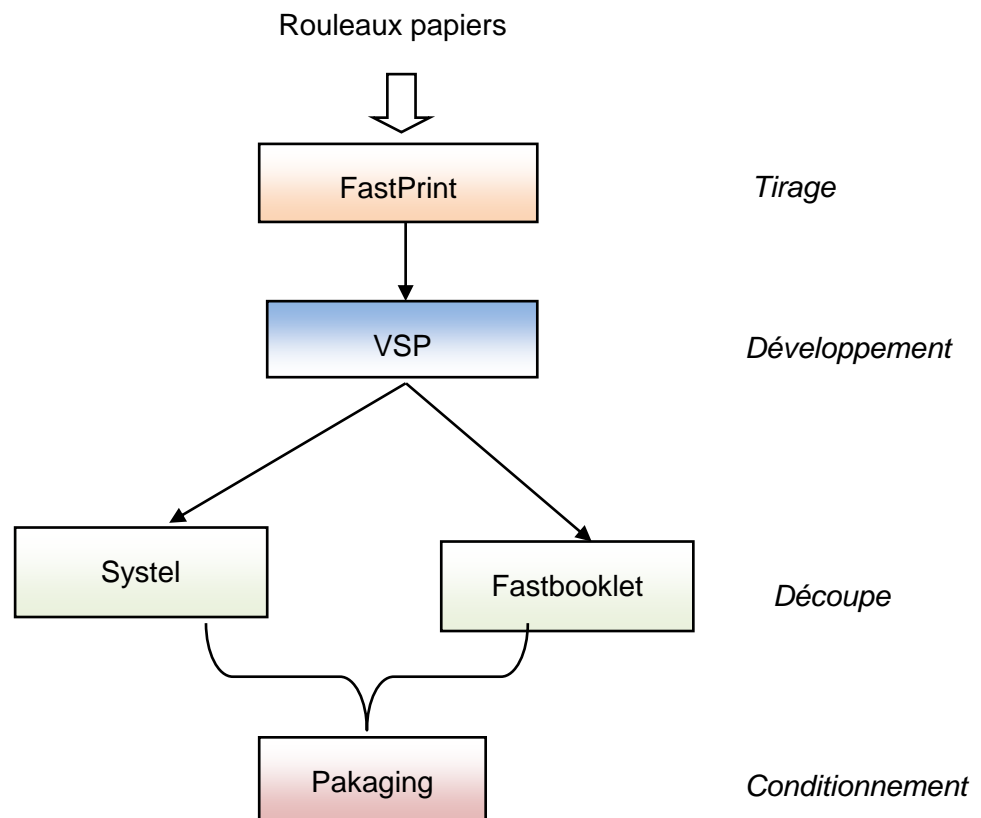 Rouleaux papiers
FastPrint
Tirage
VSP
Développement
Systel
Fastbooklet
Découpe
Pakaging
Conditionnement